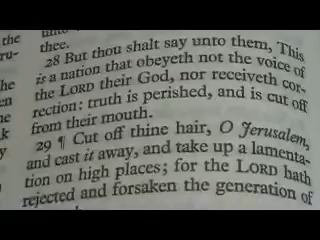 the
thee.
28 But thou shalt say unto them, This
is a nation that obeyeth not the voice of
the LORD their God, nor receiveth cor-
rection: truth is perished, and is cut off
from their mouth.
29 ¶ Cut off thine hair, O Jerusalem,
and cast it away, and take up a lamenta-
tion on high places; for the LORD hath
rejected and forsaken the generation of